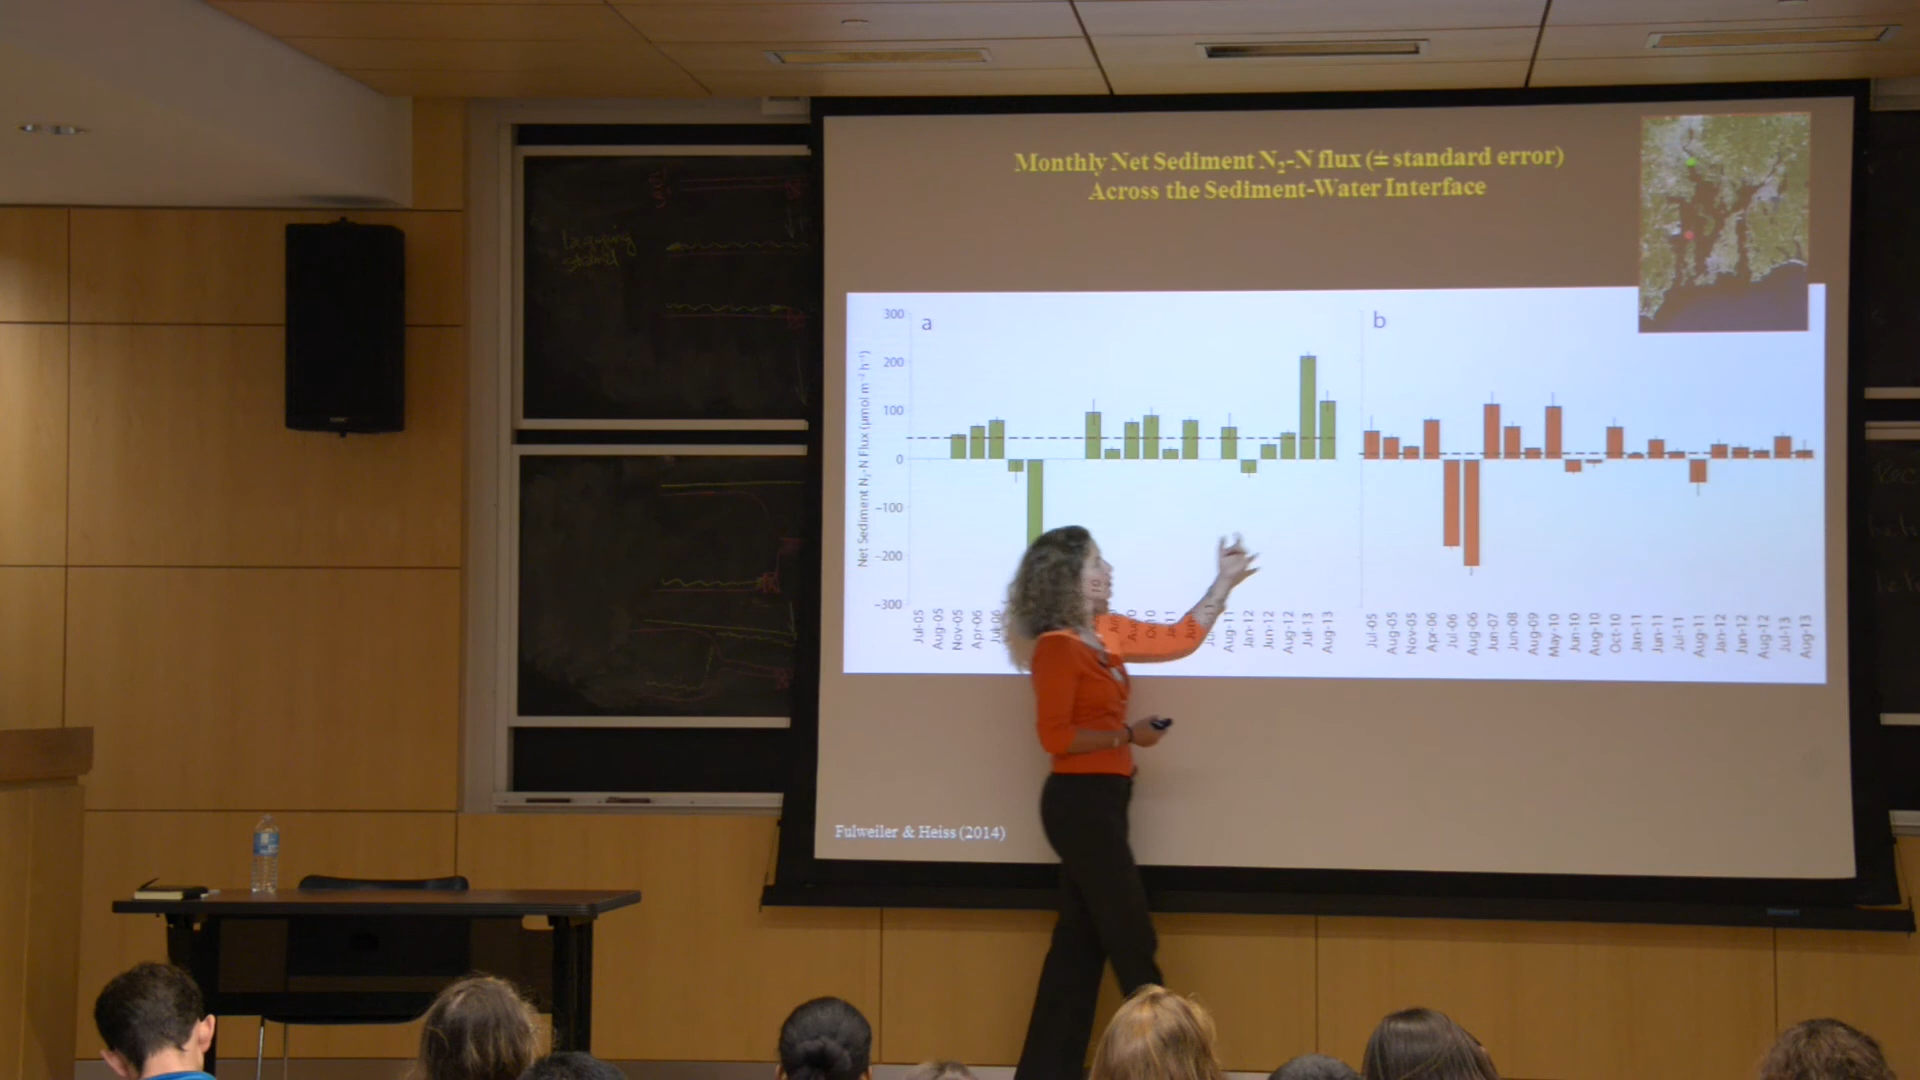 Monthly Net Sediment N₂-N flux (± standard error)
Across the Sediment-Water Interface
lagging
strand
a
b
300
200
100
0
−100
−200
−300
Net Sediment N₂-N Flux (µmol m⁻² h⁻¹)
Jul-05
Aug-05
Nov-05
Apr-06
Jul-06
Aug-11
Jan-12
Jun-12
Aug-12
Jul-13
Aug-13
Jul-05
Aug-05
Nov-05
Apr-06
Jul-06
Aug-06
Jun-07
Jun-08
Aug-09
May-10
Jun-10
Aug-10
Oct-10
Jan-11
Jun-11
Jul-11
Aug-11
Jan-12
Jun-12
Aug-12
Jul-13
Aug-13
Fulweiler & Heiss (2014)